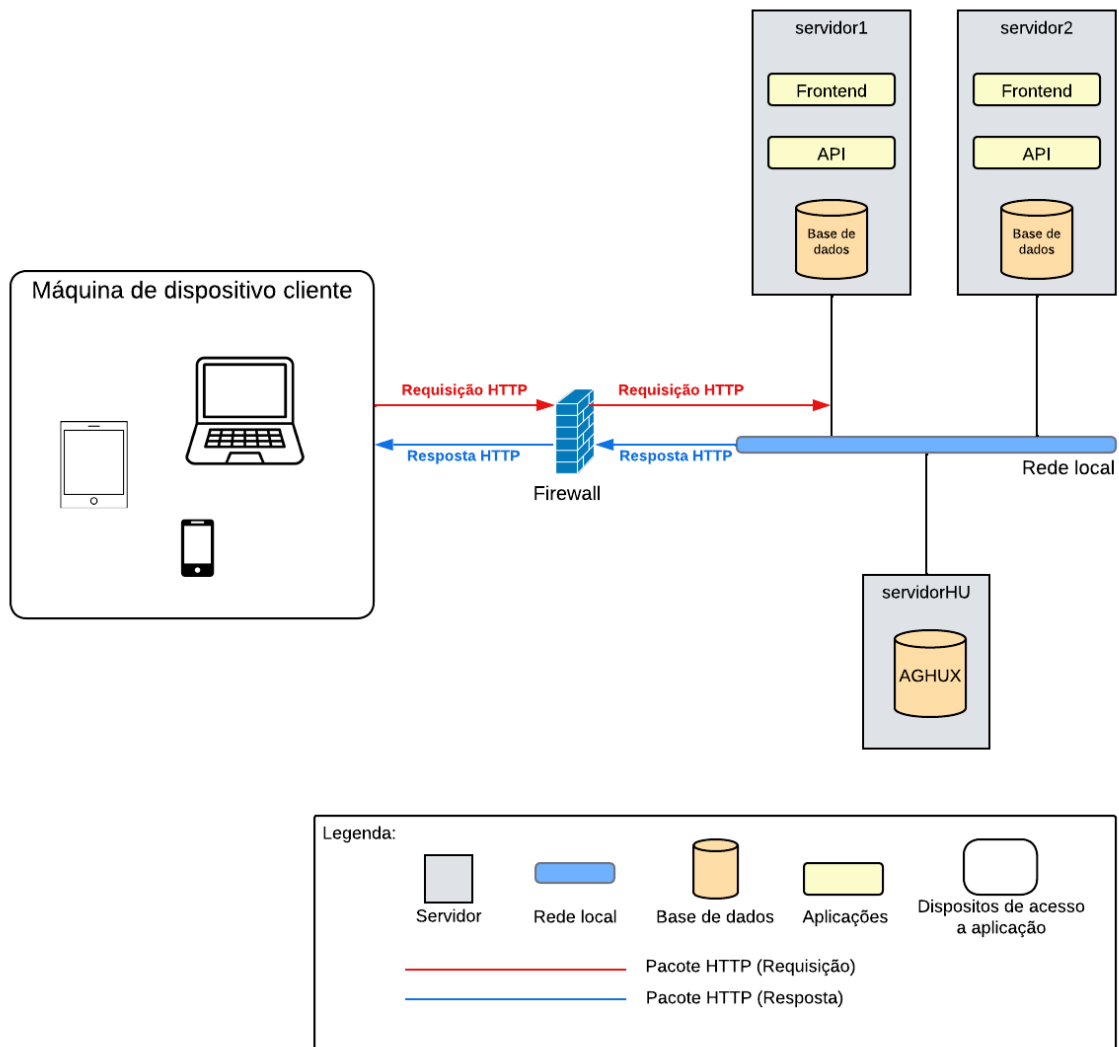 servidor1
servidor2
Frontend
Frontend
API
API
Base de
dados
Base de
dados
Máquina de dispositivo cliente
Requisição HTTP
Requisição HTTP
Resposta HTTP
Resposta HTTP
Firewall
Rede local
servidorHU
AGHUX
Legenda:
Servidor
Rede local
Base de dados
Aplicações
Dispositos de acesso
a aplicação
Pacote HTTP (Requisição)
Pacote HTTP (Resposta)